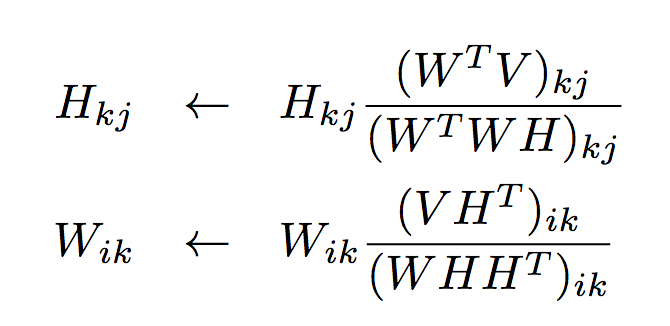 H_{kj} ← H_{kj} \frac{(W^T V)_{kj}}{(W^T W H)_{kj}}
W_{ik} ← W_{ik} \frac{(V H^T)_{ik}}{(W H H^T)_{ik}}